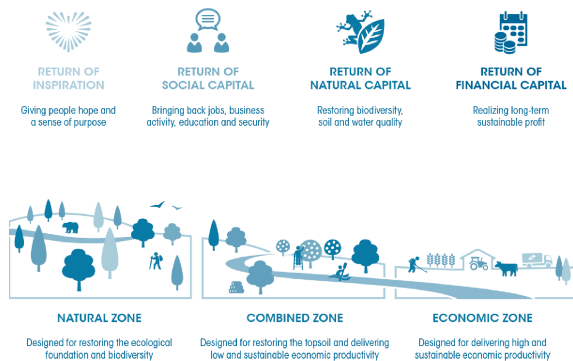 RETURN OF
INSPIRATION
Giving people hope and
a sense of purpose
RETURN OF
SOCIAL CAPITAL
Bringing back jobs, business
activity, education and security
RETURN OF
NATURAL CAPITAL
Restoring biodiversity,
soil and water quality
RETURN OF
FINANCIAL CAPITAL
Realizing long-term
sustainable profit
NATURAL ZONE
Designed for restoring the ecological
foundation and biodiversity
COMBINED ZONE
Designed for restoring the topsoil and delivering
low and sustainable economic productivity
ECONOMIC ZONE
Designed for delivering high and
sustainable economic productivity